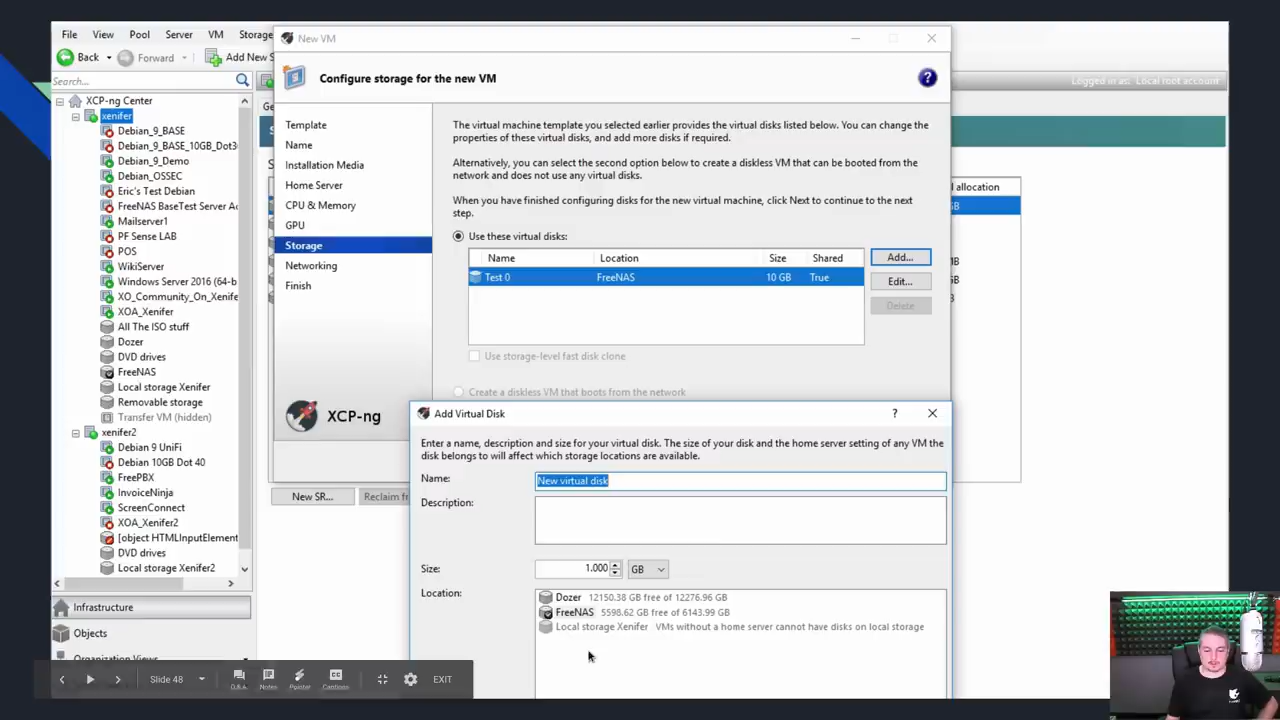 File View Pool Server VM Storage
Back Forward Add New S
Search...
XCP-ng Center
xenifer
Debian_9_BASE
Debian_9_BASE_10GB_Dot3
Debian_9_Demo
Debian_OSSEC
Eric's Test Debian
FreeNAS BaseTest Server Ac
Mailserver1
PF Sense LAB
POS
WikiServer
Windows Server 2016 (64-b
XO_Community_On_Xenife
XOA_Xenifer
All The ISO stuff
Dozer
DVD drives
FreeNAS
Local storage Xenifer
Removable storage
Transfer VM (hidden)
xenifer2
Debian 9 UniFi
Debian 10GB Dot 40
FreePBX
InvoiceNinja
ScreenConnect
XOA_Xenifer2
[object HTMLInputElement
DVD drives
Local storage Xenifer2
Infrastructure
Objects
Organization Views
Logged in as: Local root account
l allocation
GB
MB
GB
B
New SR... Reclaim fr
New VM
Configure storage for the new VM
?
Template
Name
Installation Media
Home Server
CPU & Memory
GPU
Storage
Networking
Finish
XCP-ng
The virtual machine template you selected earlier provides the virtual disks listed below. You can change the
properties of these virtual disks, and add more disks if required.
Alternatively, you can select the second option below to create a diskless VM that can be booted from the
network and does not use any virtual disks.
When you have finished configuring disks for the new virtual machine, click Next to continue to the next
step.
Use these virtual disks:
Name Location Size Shared
Test 0 FreeNAS 10 GB True
Add...
Edit...
Delete
Use storage-level fast disk clone
Create a diskless VM that boots from the network
Add Virtual Disk ?
Enter a name, description and size for your virtual disk. The size of your disk and the home server setting of any VM the
disk belongs to will affect which storage locations are available.
Name: New virtual disk
Description:
Size: 1.000 GB
Location:
Dozer 12150.38 GB free of 12276.96 GB
FreeNAS 5598.62 GB free of 6143.99 GB
Local storage Xenifer VMs without a home server cannot have disks on local storage
Slide 48 Q&A Notes Pointer Captions EXIT